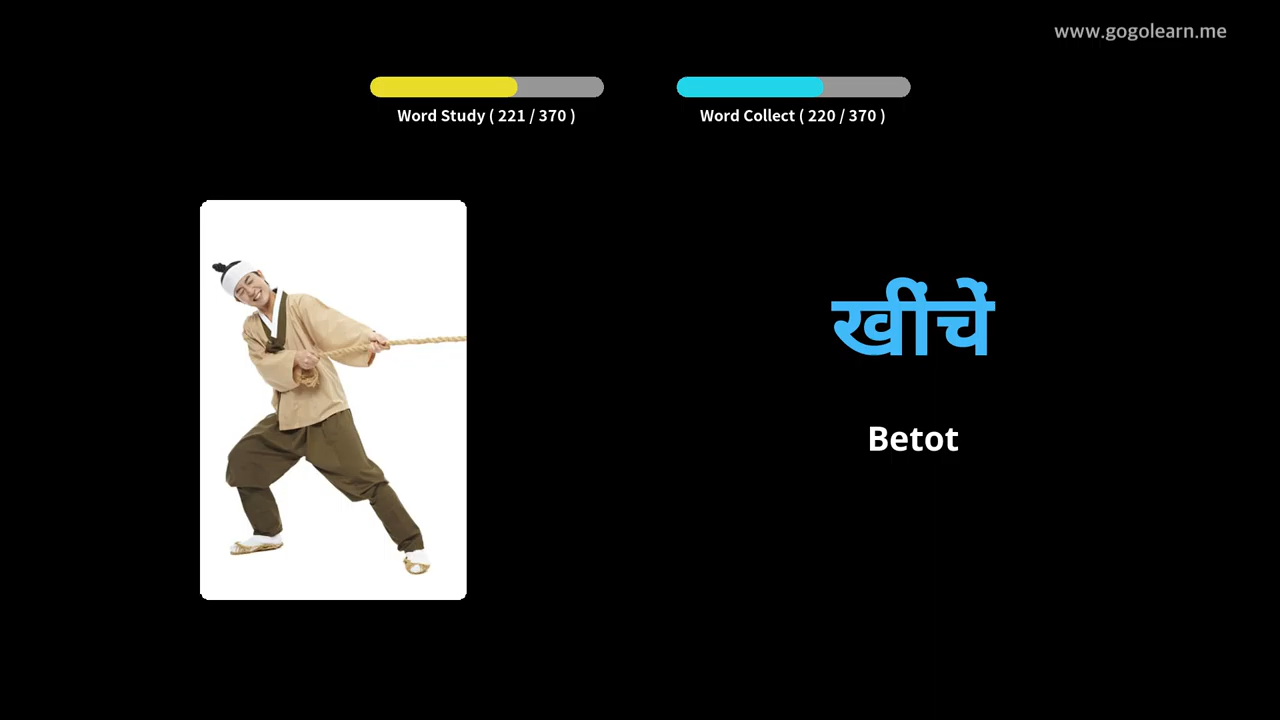 www.gogolearn.me
Word Study ( 221 / 370 )
Word Collect ( 220 / 370 )
खींचें
Betot